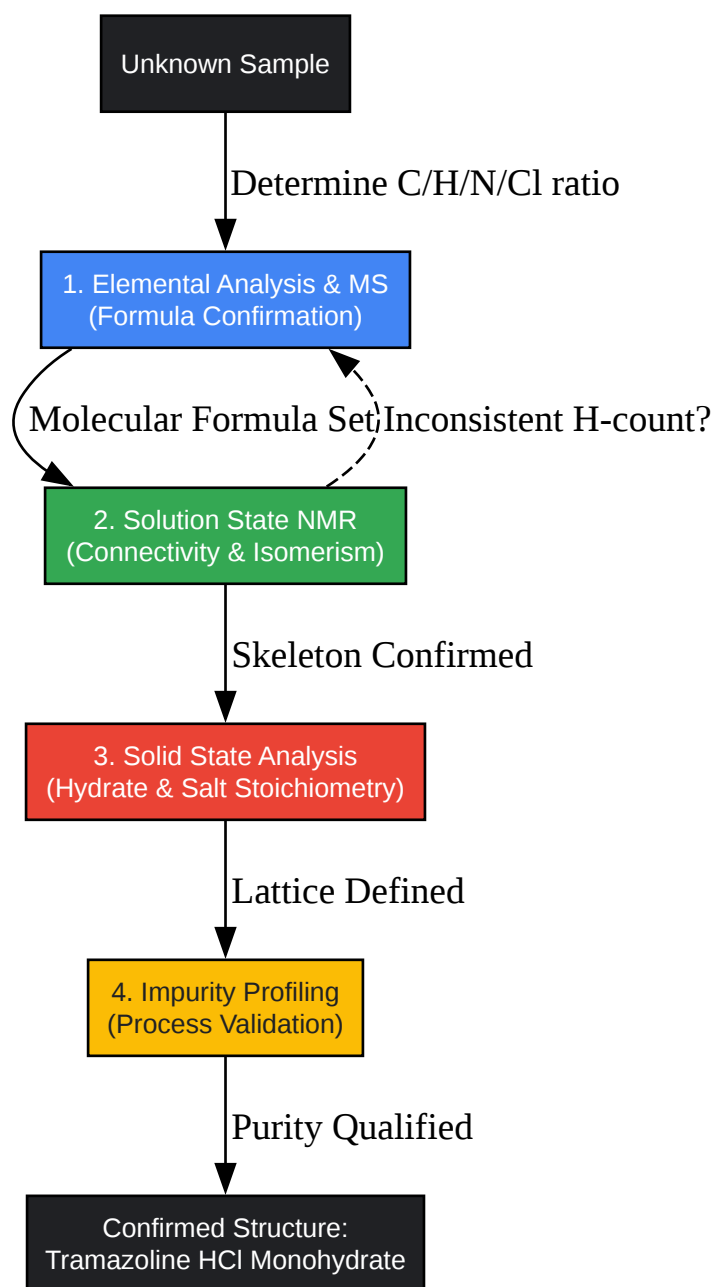 Unknown Sample
Determine C/H/N/Cl ratio
1. Elemental Analysis & MS
(Formula Confirmation)
Molecular Formula Set
Inconsistent H-count?
2. Solution State NMR
(Connectivity & Isomerism)
Skeleton Confirmed
3. Solid State Analysis
(Hydrate & Salt Stoichiometry)
Lattice Defined
4. Impurity Profiling
(Process Validation)
Purity Qualified
Confirmed Structure:
Tramazoline HCl Monohydrate